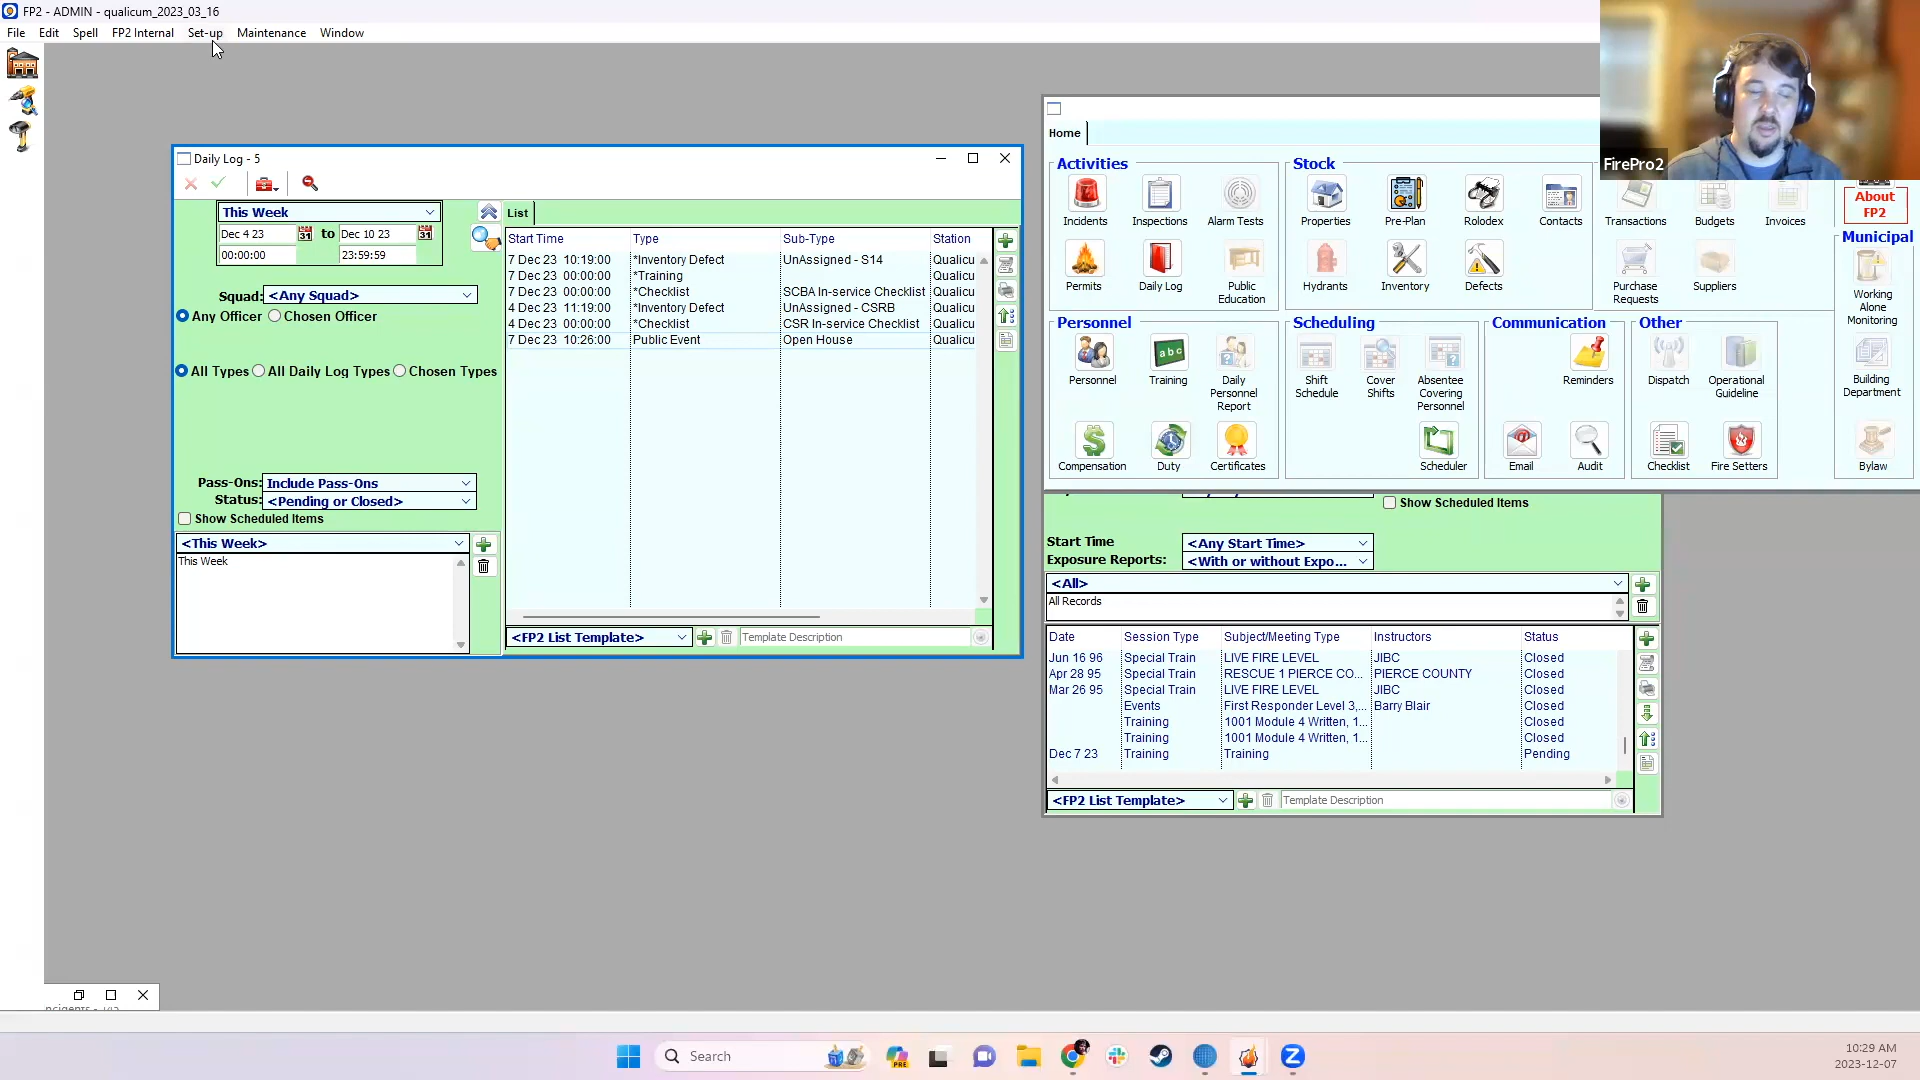 FP2 - ADMIN - qualicum_2023_03_16
File Edit Spell FP2 Internal Set-up Maintenance Window
FirePro2
Daily Log - 5
This Week
Dec 4 23 31 to Dec 10 23 31
00:00:00 23:59:59
Squad: <Any Squad>
Any Officer Chosen Officer
All Types All Daily Log Types Chosen Types
Pass-Ons: Include Pass-Ons
Status: <Pending or Closed>
Show Scheduled Items
<This Week>
This Week
List
Start Time Type Sub-Type Station
7 Dec 23 10:19:00 *Inventory Defect UnAssigned - S14 Qualicu
7 Dec 23 00:00:00 *Training Qualicu
7 Dec 23 00:00:00 *Checklist SCBA In-service Checklist Qualicu
4 Dec 23 11:19:00 *Inventory Defect UnAssigned - CSRB Qualicu
4 Dec 23 00:00:00 *Checklist CSR In-service Checklist Qualicu
7 Dec 23 10:26:00 Public Event Open House Qualicu
<FP2 List Template> Template Description
Home
Activities
Incidents Inspections Alarm Tests
Permits Daily Log Public Education
Stock
Properties Pre-Plan Rolodex Contacts
Hydrants Inventory Defects
Transactions Budgets Invoices
Purchase Requests Suppliers
About FP2
Municipal
Working Alone Monitoring
Building Department
Bylaw
Personnel
Personnel Training Daily Personnel Report
abc
Compensation Duty Certificates
Scheduling
Shift Schedule Cover Shifts Absentee Covering Personnel
Scheduler
Communication
Reminders
Email Audit
Other
Dispatch Operational Guideline
Checklist Fire Setters
Show Scheduled Items
Start Time <Any Start Time>
Exposure Reports: <With or without Expo...
<All>
All Records
Date Session Type Subject/Meeting Type Instructors Status
Jun 16 96 Special Train LIVE FIRE LEVEL JIBC Closed
Apr 28 95 Special Train RESCUE 1 PIERCE CO... PIERCE COUNTY Closed
Mar 26 95 Special Train LIVE FIRE LEVEL JIBC Closed
Events First Responder Level 3,... Barry Blair Closed
Training 1001 Module 4 Written, 1... Closed
Training 1001 Module 4 Written, 1... Closed
Dec 7 23 Training Training Pending
<FP2 List Template> Template Description
Search
PRE
10:29 AM
2023-12-07